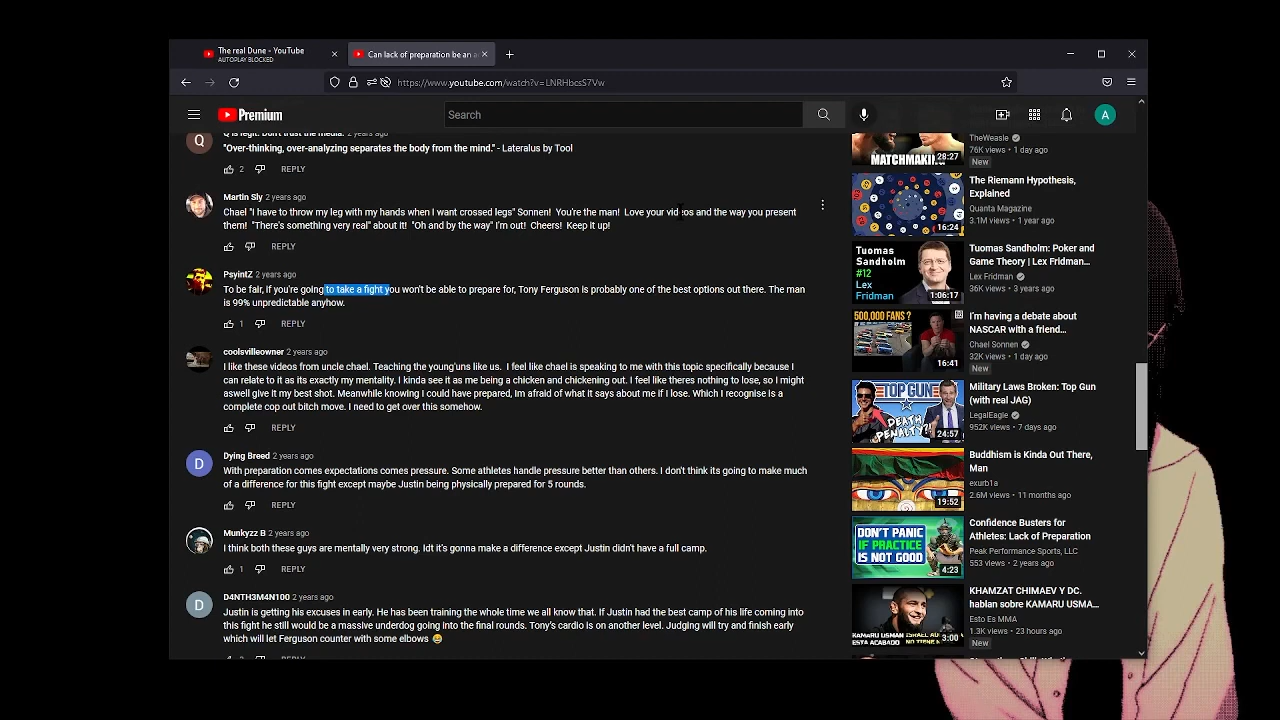 The real Dune - YouTube
AUTOPLAY BLOCKED
Can lack of preparation be an a
https://www.youtube.com/watch?v=LNRHbcsS7Vw
Premium
Search
A
Q
Q is legit. Don't trust the media. 2 years ago
"Over-thinking, over-analyzing separates the body from the mind." - Lateralus by Tool
2 REPLY
Martin Sly 2 years ago
Chael "I have to throw my leg with my hands when I want crossed legs" Sonnen! You're the man! Love your videos and the way you present
them! "There's something very real" about it! "Oh and by the way" I'm out! Cheers! Keep it up!
REPLY
PsyintZ 2 years ago
To be fair, if you're going to take a fight you won't be able to prepare for, Tony Ferguson is probably one of the best options out there. The man
is 99% unpredictable anyhow.
1 REPLY
coolsvilleowner 2 years ago
I like these videos from uncle chael. Teaching the young'uns like us. I feel like chael is speaking to me with this topic specifically because I
can relate to it as its exactly my mentality. I kinda see it as me being a chicken and chickening out. I feel like theres nothing to lose, so I might
aswell give it my best shot. Meanwhile knowing I could have prepared, Im afraid of what it says about me if I lose. Which I recognise is a
complete cop out bitch move. I need to get over this somehow.
REPLY
D
Dying Breed 2 years ago
With preparation comes expectations comes pressure. Some athletes handle pressure better than others. I don't think its going to make much
of a difference for this fight except maybe Justin being physically prepared for 5 rounds.
REPLY
Munkyzz B 2 years ago
I think both these guys are mentally very strong. Idt it's gonna make a difference except Justin didn't have a full camp.
1 REPLY
D
D4NTH3M4N100 2 years ago
Justin is getting his excuses in early. He has been training the whole time we all know that. If Justin had the best camp of his life coming into
this fight he still would be a massive underdog going into the final rounds. Tony's cardio is on another level. Judging will try and finish early
which will let Ferguson counter with some elbows 😂
MATCHMAKING
28:27
TheWeasle
76K views • 1 day ago
New
16:24
The Riemann Hypothesis,
Explained
Quanta Magazine
3.1M views • 1 year ago
Tuomas
Sandholm
#12
Lex
Fridman
1:06:17
Tuomas Sandholm: Poker and
Game Theory | Lex Fridman...
Lex Fridman
36K views • 3 years ago
500,000 FANS?
16:41
I'm having a debate about
NASCAR with a friend...
Chael Sonnen
32K views • 1 day ago
New
TOP GUN
DEATH
PENALTY?!
24:57
Military Laws Broken: Top Gun
(with real JAG)
LegalEagle
952K views • 7 days ago
19:52
Buddhism is Kinda Out There,
Man
exurb1a
2.6M views • 11 months ago
DON'T PANIC
IF PRACTICE
IS NOT GOOD
4:23
Confidence Busters for
Athletes: Lack of Preparation
Peak Performance Sports, LLC
553 views • 2 years ago
KAMARU USMAN
ESTA ACABADO
3:00
KHAMZAT CHIMAEV Y DC.
hablan sobre KAMARU USMA...
Esto Es MMA
1.3K views • 23 hours ago
New